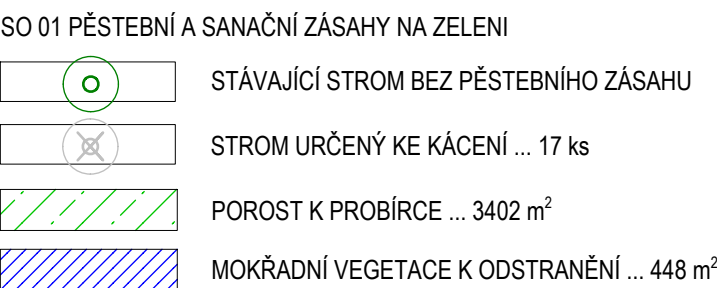 SO 01 PĚSTEBNÍ A SANAČNÍ ZÁSAHY NA ZELENI
STÁVAJÍCÍ STROM BEZ PĚSTEBNÍHO ZÁSAHU
STROM URČENÝ KE KÁCENÍ ... 17 ks
POROST K PROBÍRCE ... 3402 m²
MOKŘADNÍ VEGETACE K ODSTRANĚNÍ ... 448 m²